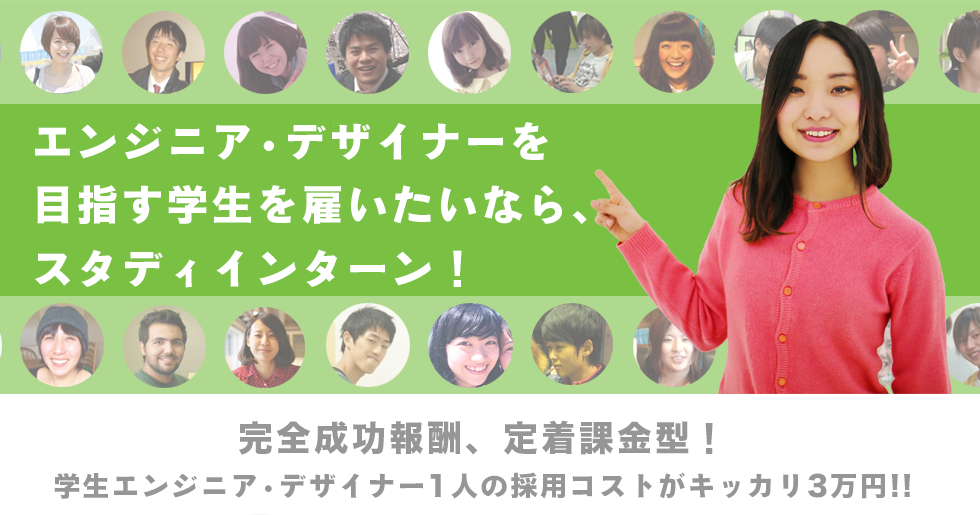 エンジニア・デザイナーを
目指す学生を雇いたいなら、
スタディインターン！
完全成功報酬、定着課金型！
学生エンジニア・デザイナー1人の採用コストがキッカリ3万円!!